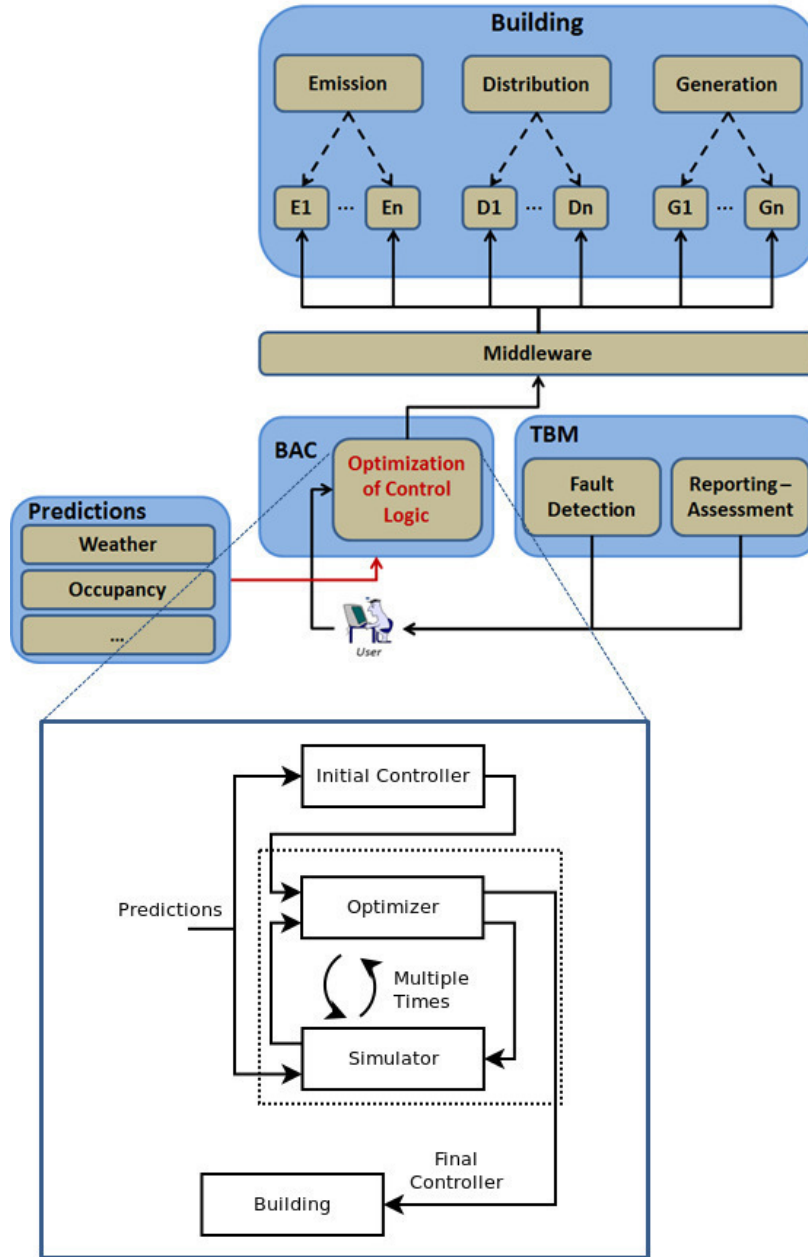 Building
Emission
Distribution
Generation
E1 ... En
D1 ... Dn
G1 ... Gn
Middleware
BAC
Optimization
of Control
Logic
TBM
Fault
Detection
Reporting–
Assessment
Predictions
Weather
Occupancy
...
User
Initial Controller
Predictions
Optimizer
Multiple
Times
Simulator
Final
Controller
Building